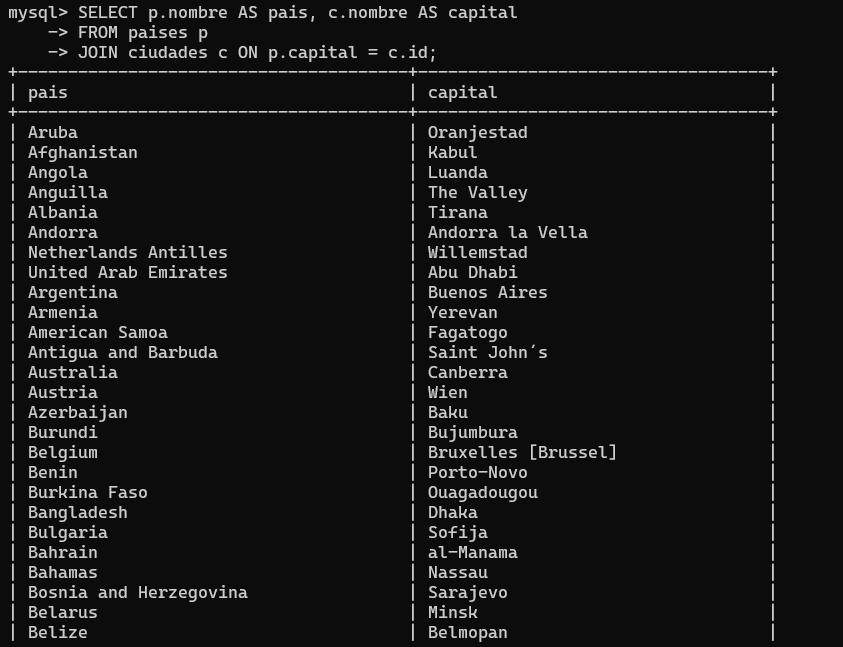 mysql> SELECT p.nombre AS pais, c.nombre AS capital
    -> FROM paises p
    -> JOIN ciudades c ON p.capital = c.id;
+---------------------------------------+-----------------------------------+
| pais                                  | capital                           |
+---------------------------------------+-----------------------------------+
| Aruba                                 | Oranjestad                        |
| Afghanistan                           | Kabul                             |
| Angola                                | Luanda                            |
| Anguilla                              | The Valley                        |
| Albania                               | Tirana                            |
| Andorra                               | Andorra la Vella                  |
| Netherlands Antilles                  | Willemstad                        |
| United Arab Emirates                  | Abu Dhabi                         |
| Argentina                             | Buenos Aires                      |
| Armenia                               | Yerevan                           |
| American Samoa                        | Fagatogo                          |
| Antigua and Barbuda                   | Saint John´s                      |
| Australia                             | Canberra                          |
| Austria                               | Wien                              |
| Azerbaijan                            | Baku                              |
| Burundi                               | Bujumbura                         |
| Belgium                               | Bruxelles [Brussel]               |
| Benin                                 | Porto-Novo                        |
| Burkina Faso                          | Ouagadougou                       |
| Bangladesh                            | Dhaka                             |
| Bulgaria                              | Sofija                            |
| Bahrain                               | al-Manama                         |
| Bahamas                               | Nassau                            |
| Bosnia and Herzegovina                | Sarajevo                          |
| Belarus                               | Minsk                             |
| Belize                                | Belmopan                          |